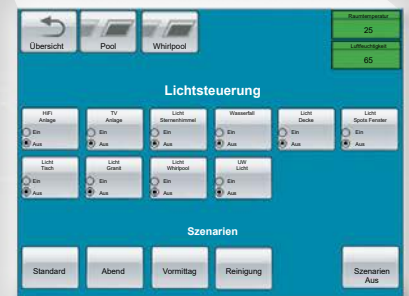 Übersicht
Pool
Whirlpool
Raumtemperatur
25
Luftfeuchtigkeit
65
Lichtsteuerung
HiFi
Anlage
Ein
Aus
TV
Anlage
Ein
Aus
Licht
Sternenhimmel
Ein
Aus
Wasserfall
Ein
Aus
Licht
Decke
Ein
Aus
Licht
Spots Fenster
Ein
Aus
Licht
Tisch
Ein
Aus
Licht
Granit
Ein
Aus
Licht
Whirlpool
Ein
Aus
UW
Licht
Ein
Aus
Szenarien
Standard
Abend
Vormittag
Reinigung
Szenarien
Aus